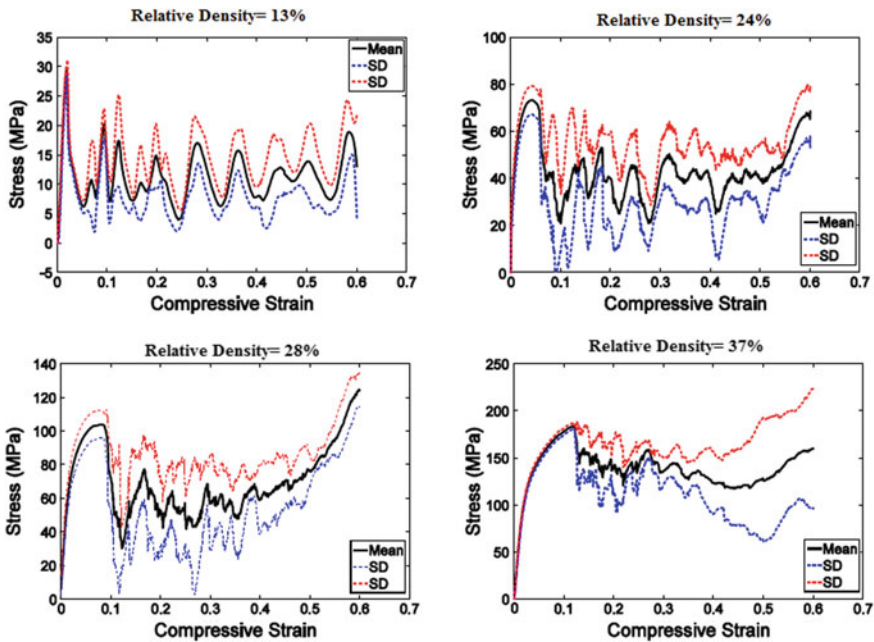 Relative Density= 13%
35
30
25
20
15
10
5
0
−5
0 0.1 0.2 0.3 0.4 0.5 0.6 0.7
Stress (MPa)
Compressive Strain
Mean
SD
SD
Relative Density= 24%
100
80
60
40
20
0
0 0.1 0.2 0.3 0.4 0.5 0.6 0.7
Stress (MPa)
Compressive Strain
Mean
SD
SD
Relative Density= 28%
140
120
100
80
60
40
20
0
0 0.1 0.2 0.3 0.4 0.5 0.6 0.7
Stress (MPa)
Compressive Strain
Mean
SD
SD
Relative Density= 37%
250
200
150
100
50
0
0 0.1 0.2 0.3 0.4 0.5 0.6 0.7
Stress (MPa)
Compressive Strain
Mean
SD
SD